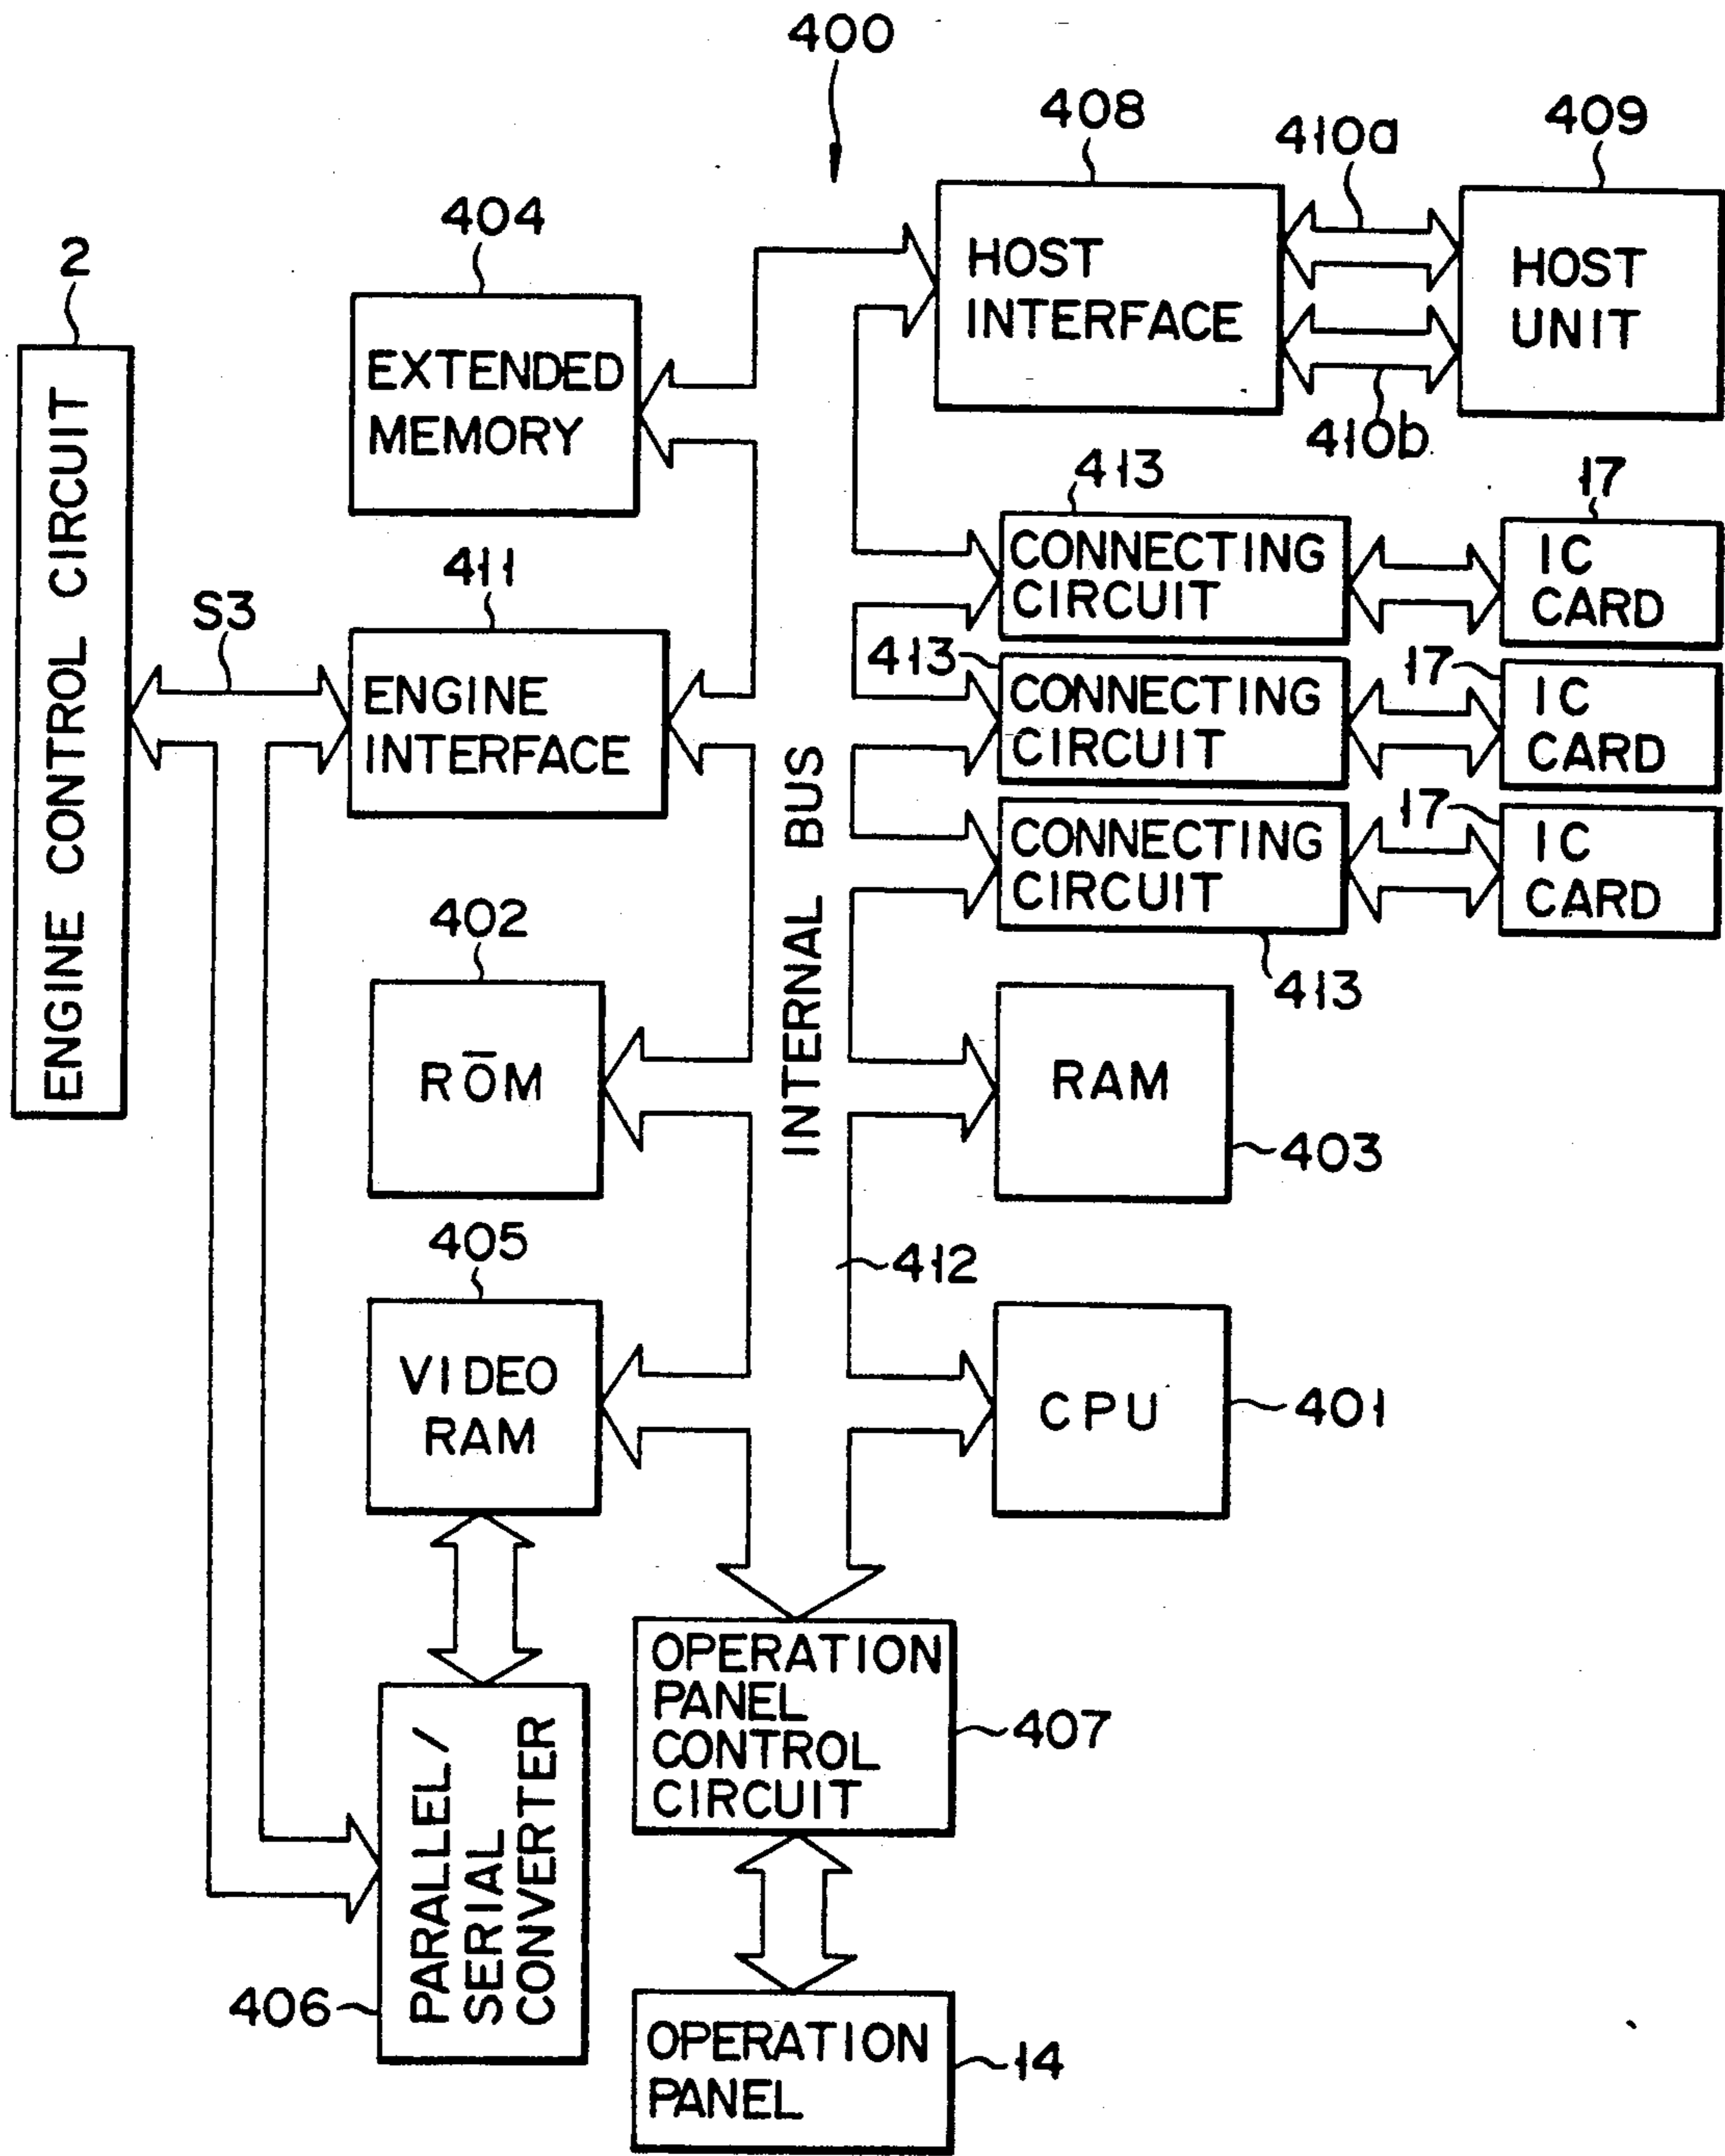 400
408
410a
409
HOST
INTERFACE
HOST
UNIT
410b
404
EXTENDED
MEMORY
2
ENGINE CONTROL CIRCUIT
S3
411
ENGINE
INTERFACE
413
CONNECTING
CIRCUIT
17
IC
CARD
413
CONNECTING
CIRCUIT
17
IC
CARD
CONNECTING
CIRCUIT
413
17
IC
CARD
INTERNAL BUS
402
ROM
RAM
403
405
VIDEO
RAM
412
CPU
401
OPERATION
PANEL
CONTROL
CIRCUIT
407
PARALLEL/
SERIAL
CONVERTER
406
OPERATION
PANEL
14